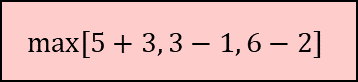 max[5 + 3, 3 − 1, 6 − 2]